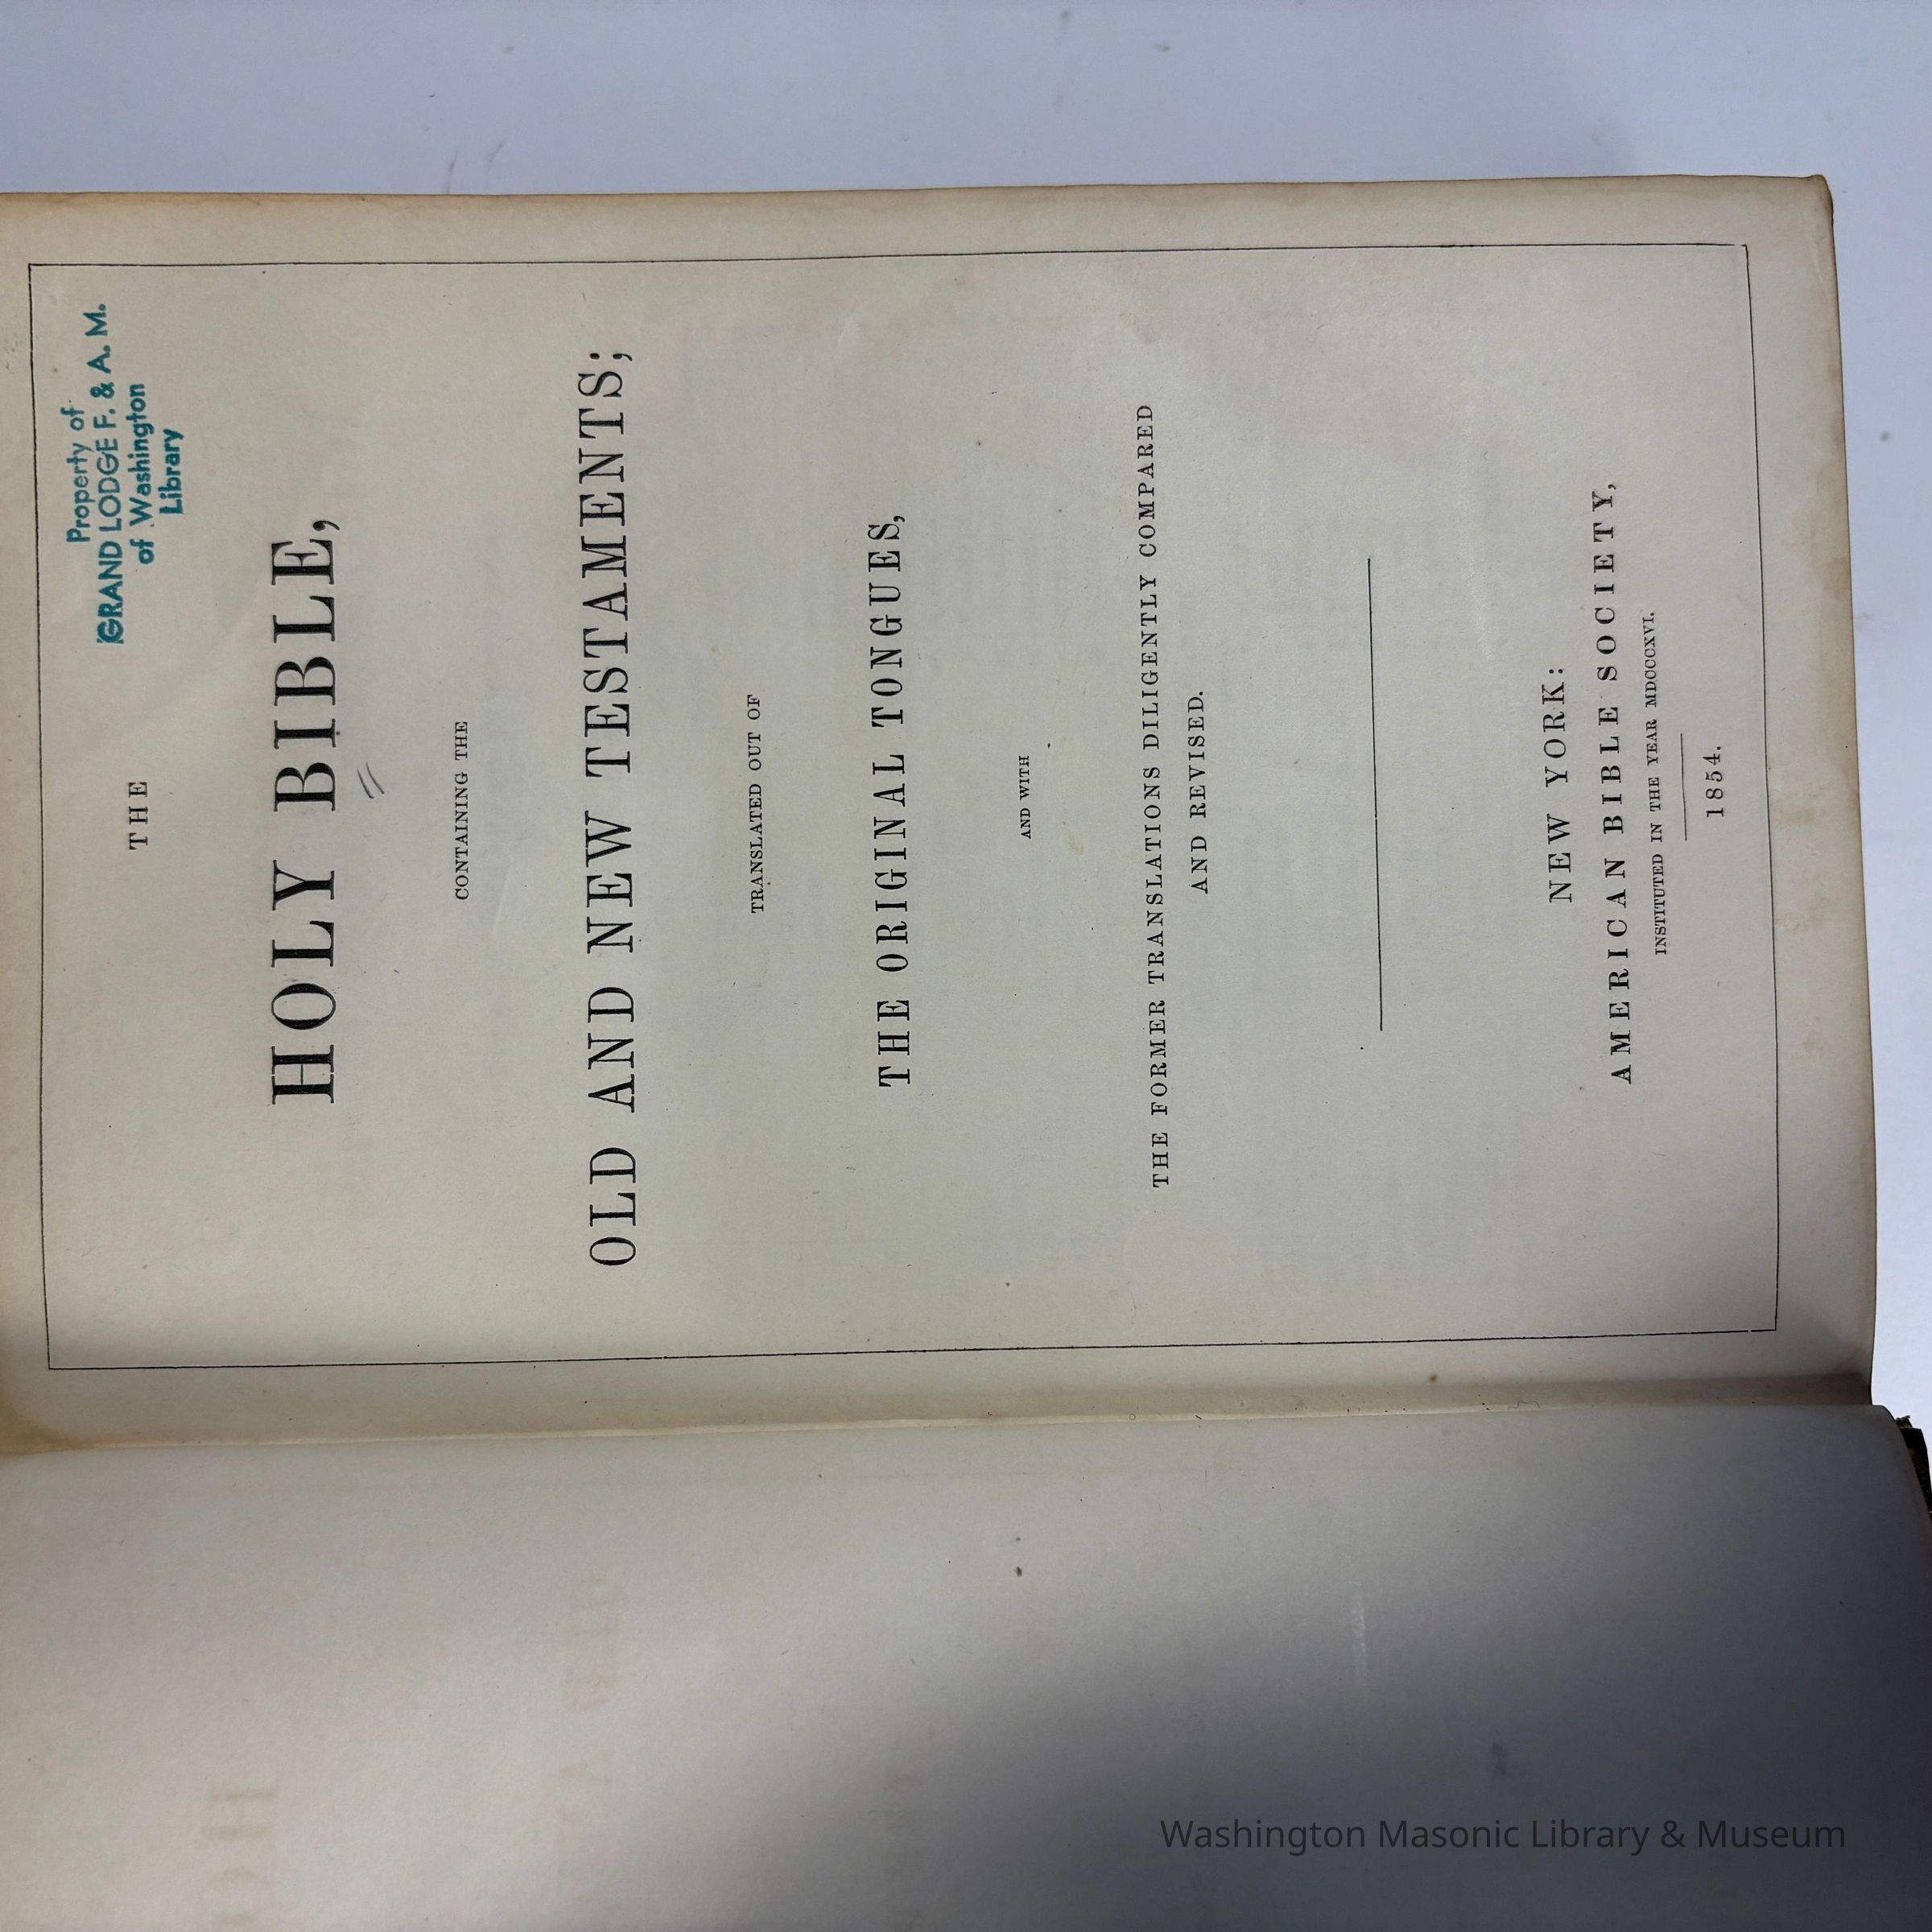 Property of
GRAND LODGE F. & A. M.
of Washington
Library
THE
HOLY BIBLE,
CONTAINING THE
OLD AND NEW TESTAMENTS;
TRANSLATED OUT OF
THE ORIGINAL TONGUES,
AND WITH
THE FORMER TRANSLATIONS DILIGENTLY COMPARED
AND REVISED.
NEW YORK:
AMERICAN BIBLE SOCIETY,
INSTITUTED IN THE YEAR MDCCCXVI.
1854.
Washington Masonic Library & Museum